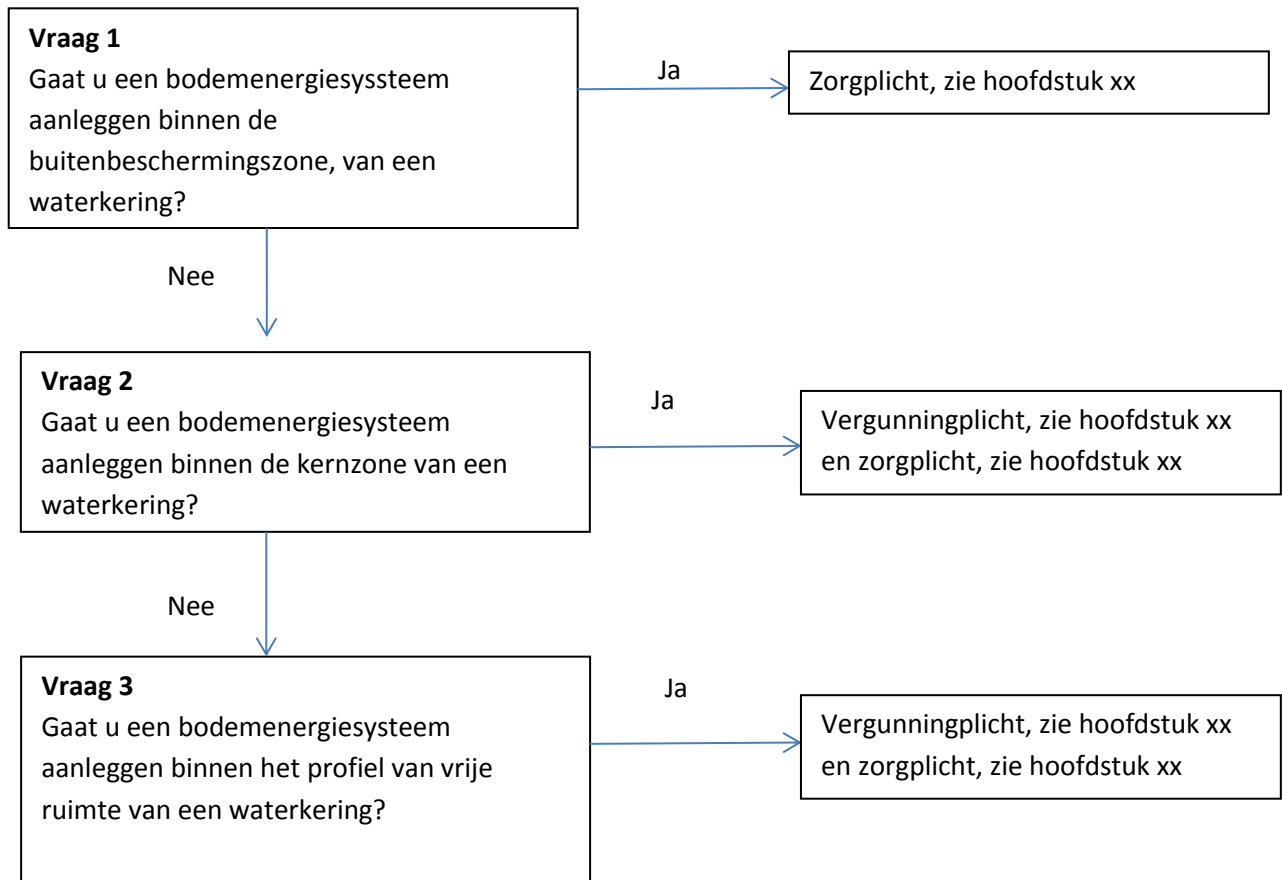 Vraag 1
Gaat u een bodemenergiesyssteem
aanleggen binnen de
buitenbeschermingszone, van een
waterkering?
Ja
Zorgplicht, zie hoofdstuk xx
Nee
Vraag 2
Gaat u een bodemenergiesysteem
aanleggen binnen de kernzone van een
waterkering?
Ja
Vergunningplicht, zie hoofdstuk xx
en zorgplicht, zie hoofdstuk xx
Nee
Vraag 3
Gaat u een bodemenergiesysteem
aanleggen binnen het profiel van vrije
ruimte van een waterkering?
Ja
Vergunningplicht, zie hoofdstuk xx
en zorgplicht, zie hoofdstuk xx